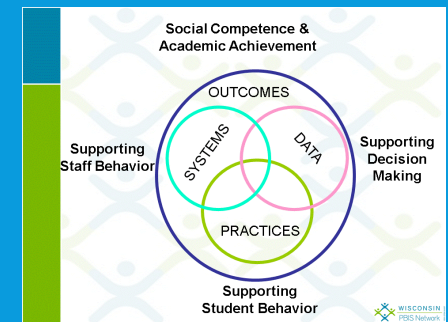 Social Competence &
Academic Achievement
OUTCOMES
SYSTEMS
DATA
Supporting
Staff Behavior
Supporting
Decision
Making
PRACTICES
Supporting
Student Behavior
WISCONSIN
PBIS Network